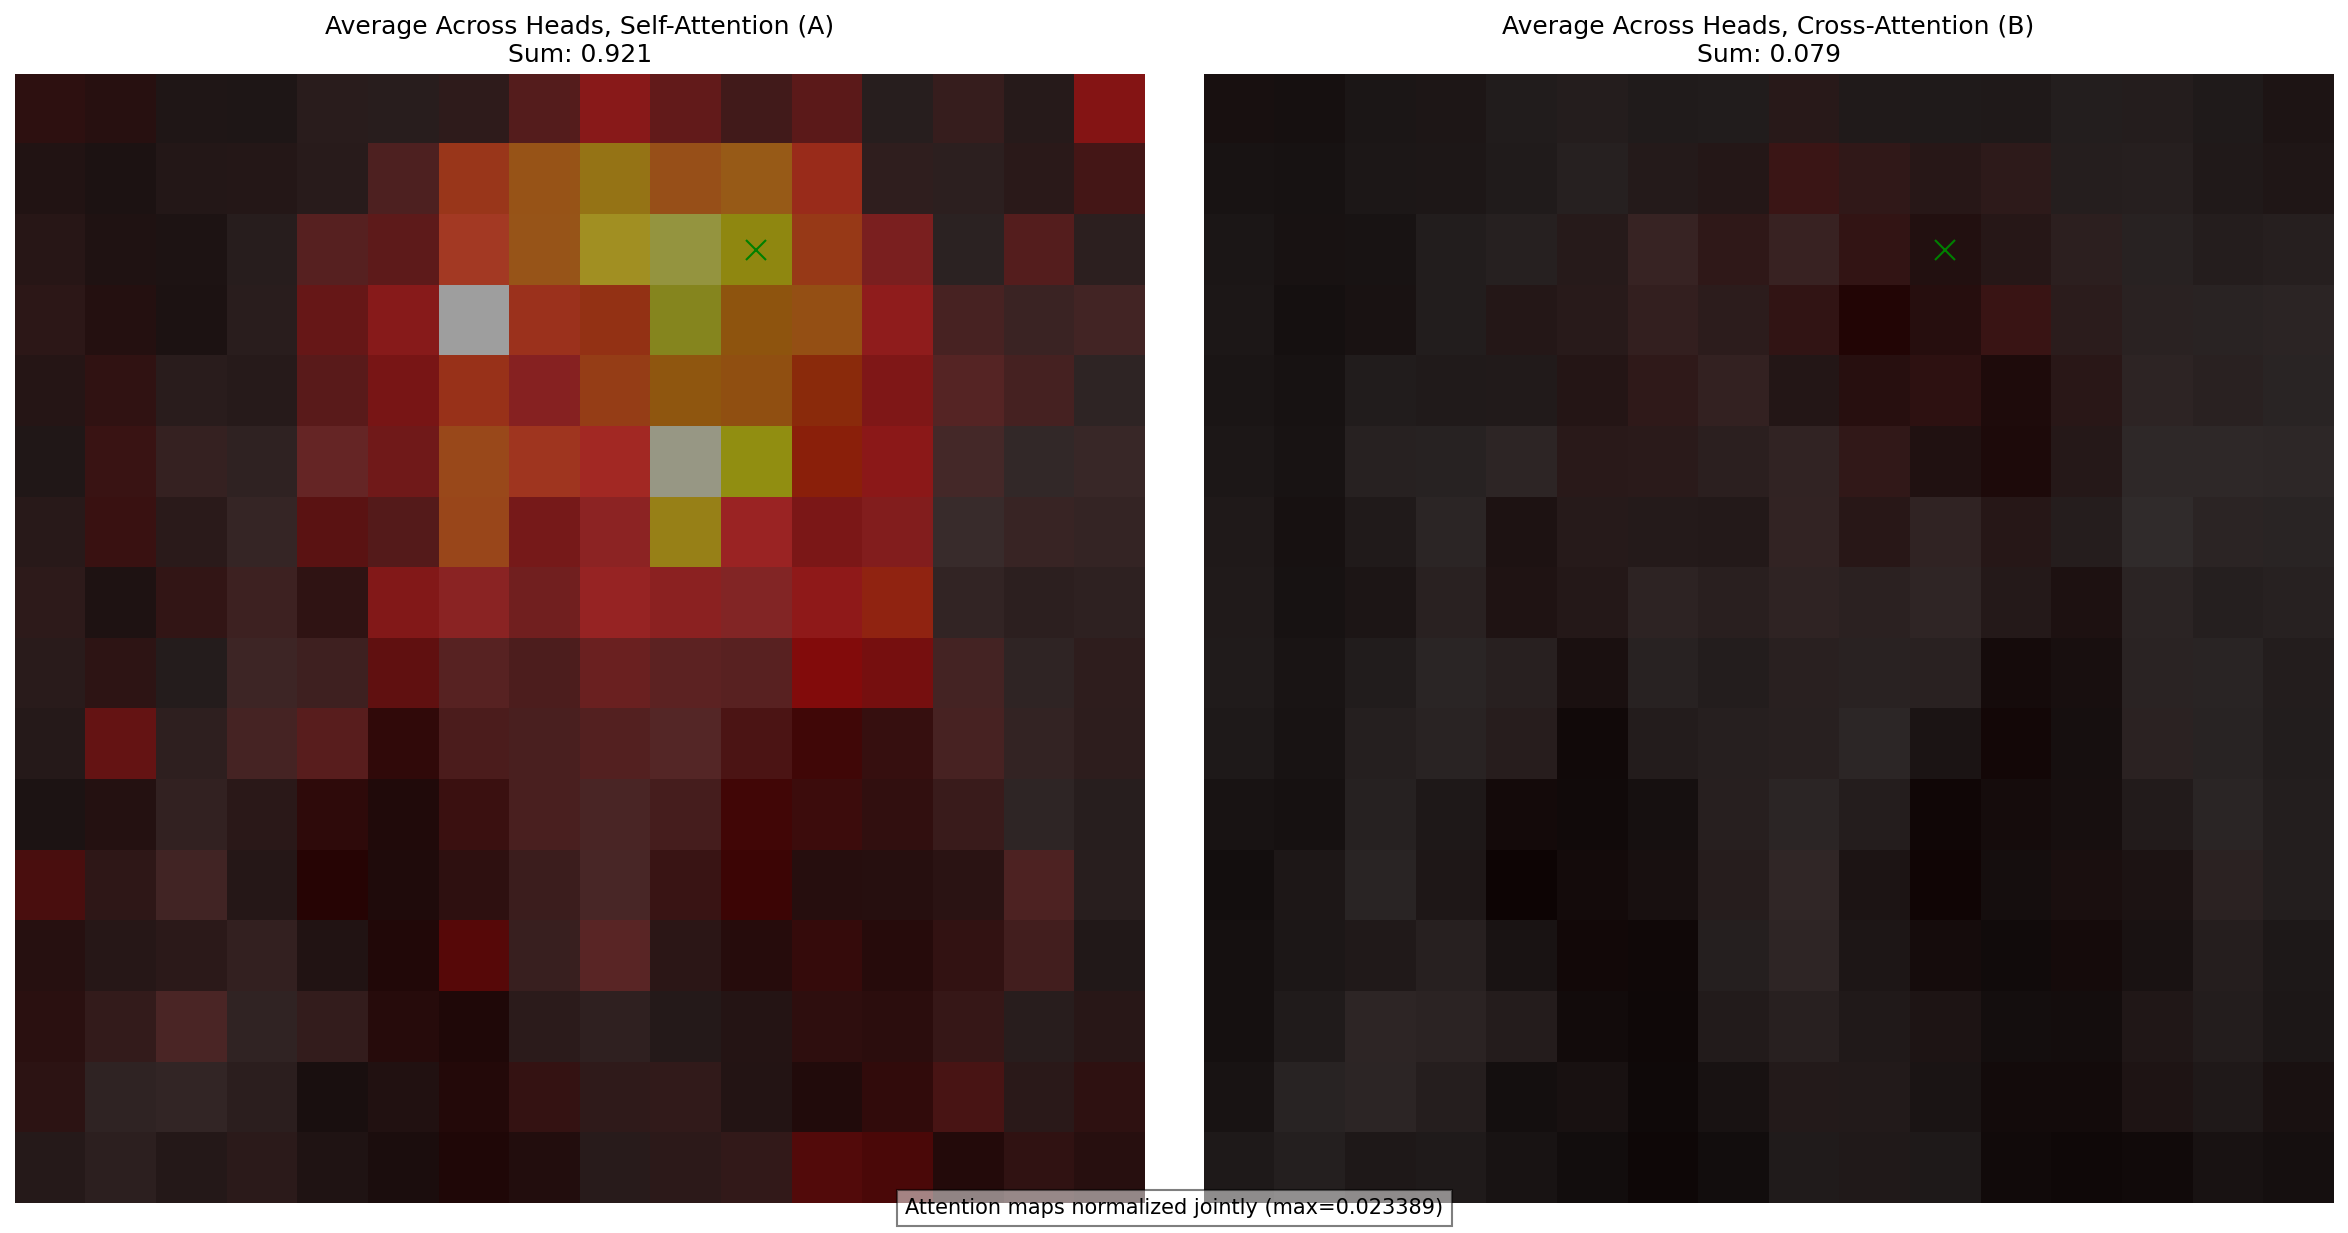 Average Across Heads, Self-Attention (A)
Sum: 0.921
Average Across Heads, Cross-Attention (B)
Sum: 0.079
Attention maps normalized jointly (max=0.023389)